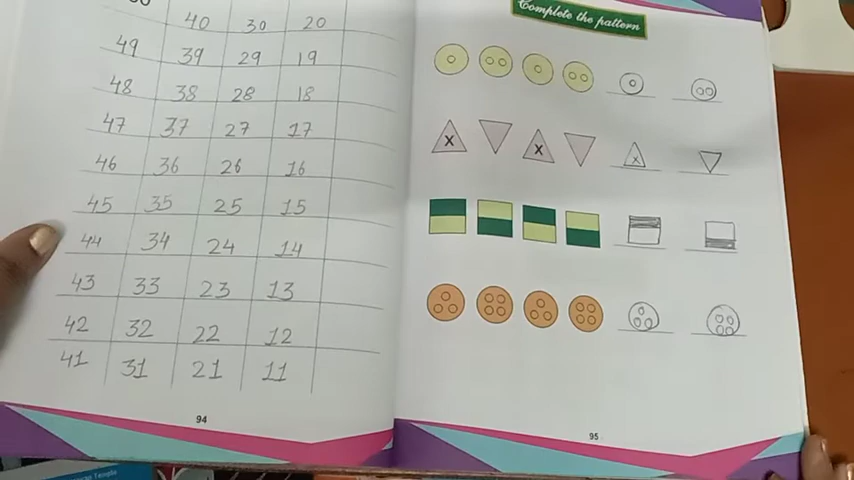 40 30 20
49 39 29 19
48 38 28 18
47 37 27 17
46 36 26 16
45 35 25 15
44 34 24 14
43 33 23 13
42 32 22 12
41 31 21 11
94
Complete the pattern
x x x
95